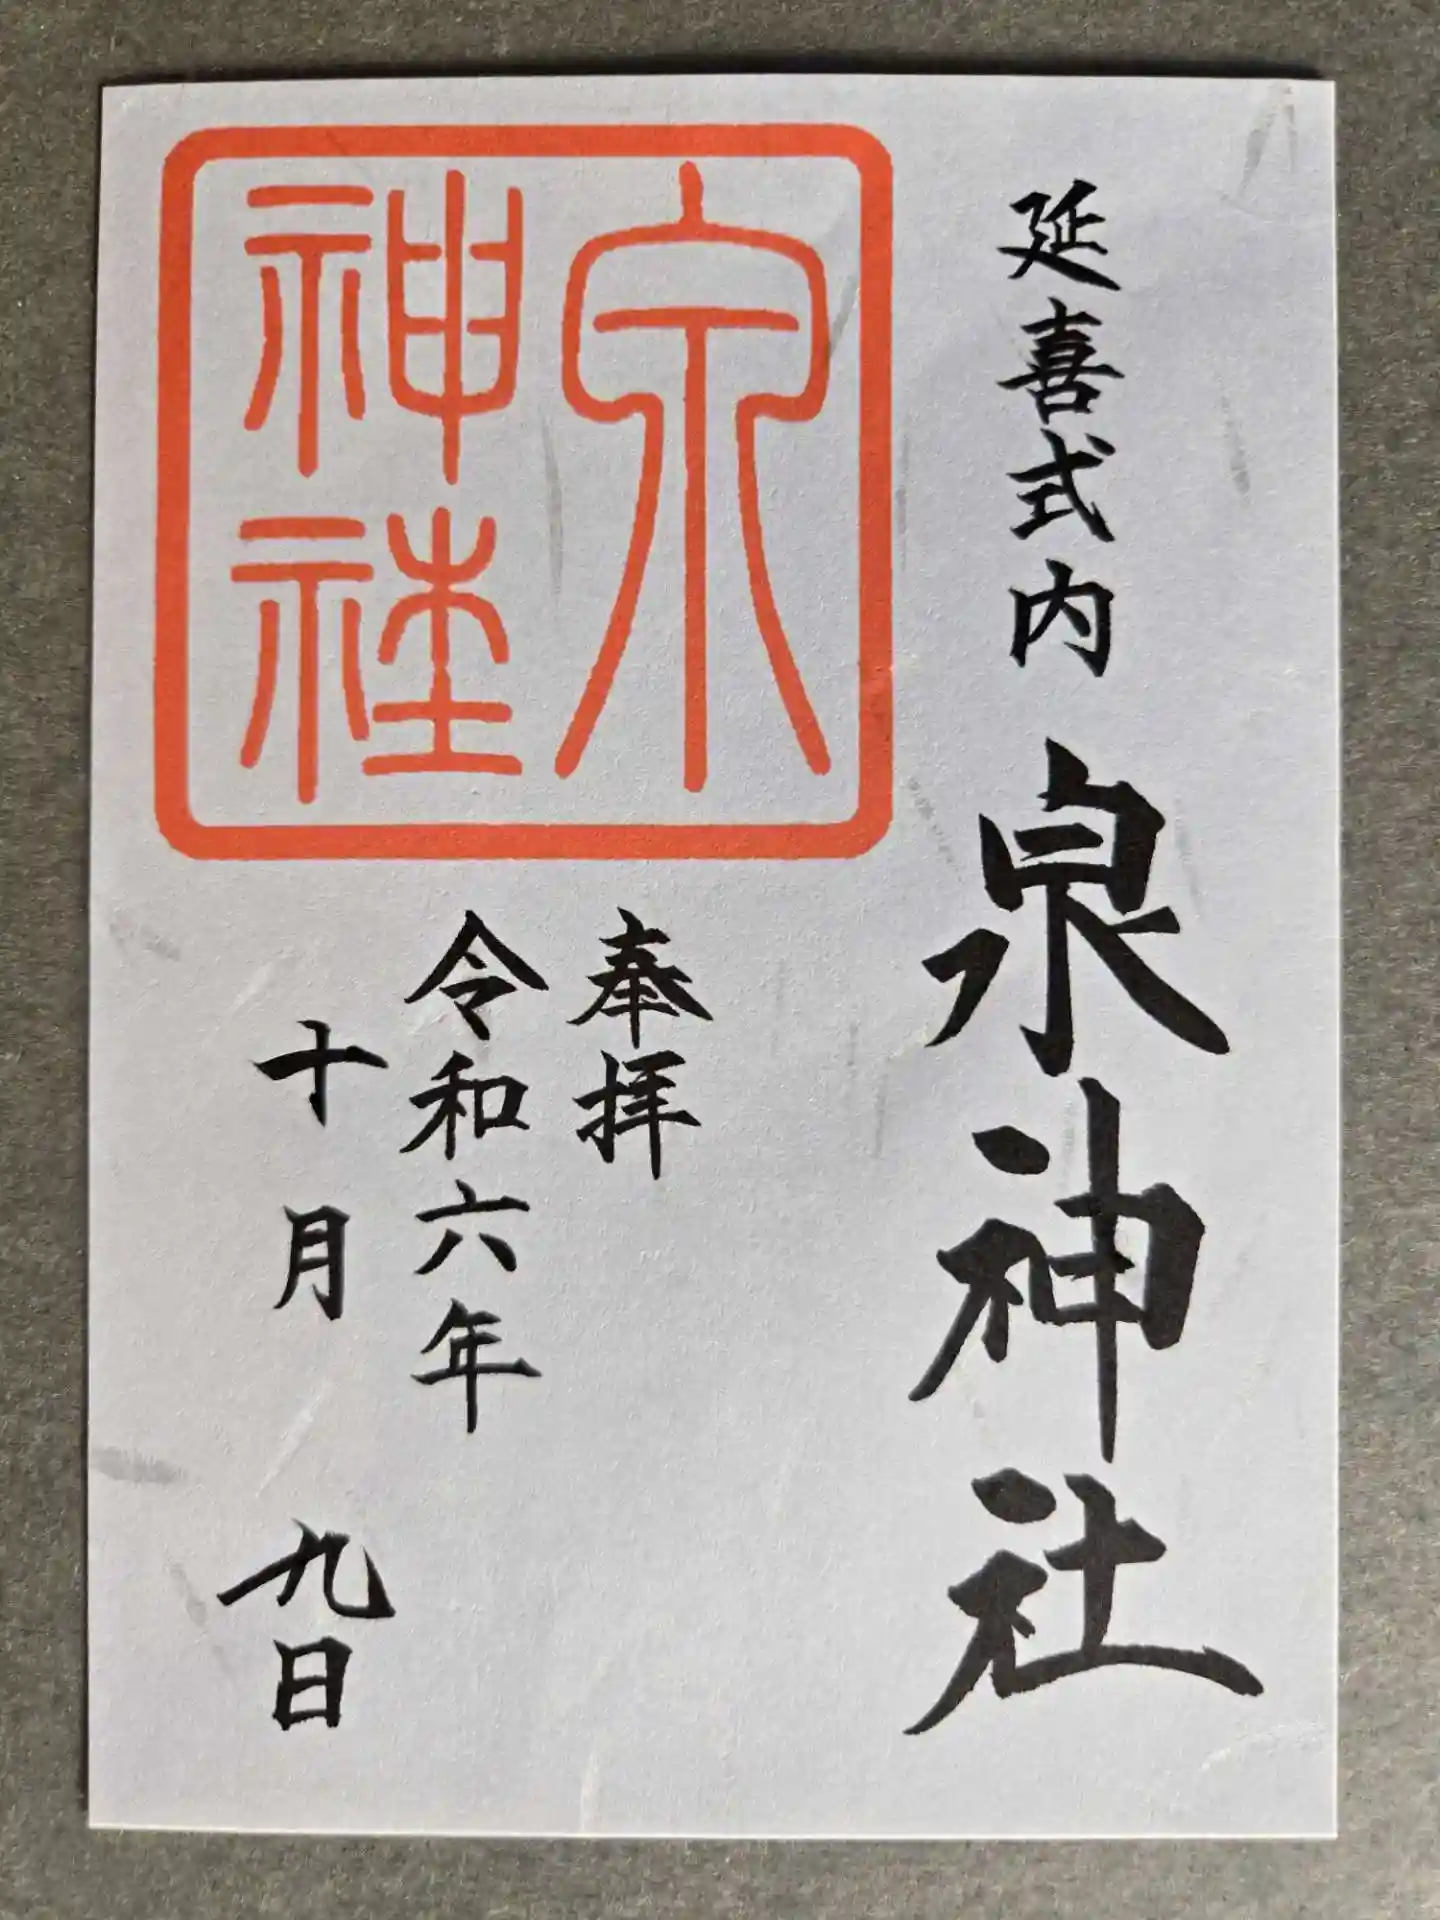 延喜式内 泉神社
泉
神社
奉拝
令和六年
十月 九日